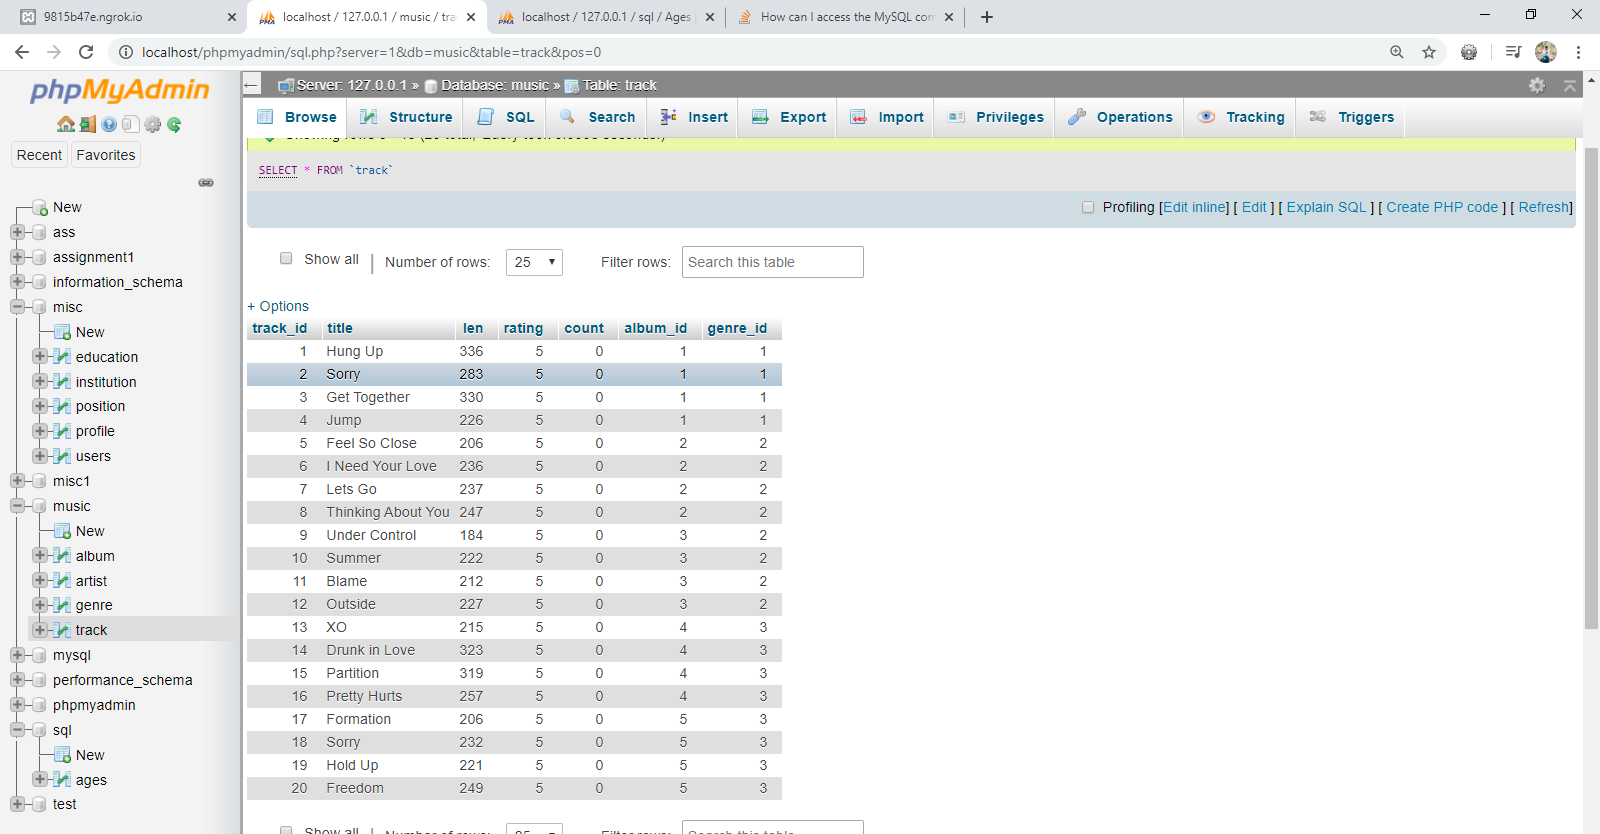 9815b47e.ngrok.io
localhost / 127.0.0.1 / music / tra
localhost / 127.0.0.1 / sql / Ages
How can I access the MySQL con
localhost/phpmyadmin/sql.php?server=1&db=music&table=track&pos=0
phpMyAdmin
Recent Favorites
New
ass
assignment1
information_schema
misc
New
education
institution
position
profile
users
misc1
music
New
album
artist
genre
track
mysql
performance_schema
phpmyadmin
sql
New
ages
test
Server: 127.0.0.1 » Database: music » Table: track
Browse Structure SQL Search Insert Export Import Privileges Operations Tracking Triggers
SELECT * FROM `track`
Profiling [Edit inline] [ Edit ] [ Explain SQL ] [ Create PHP code ] [ Refresh]
Show all | Number of rows: 25 Filter rows: Search this table
+ Options
track_id title len rating count album_id genre_id
1 Hung Up 336 5 0 1 1
2 Sorry 283 5 0 1 1
3 Get Together 330 5 0 1 1
4 Jump 226 5 0 1 1
5 Feel So Close 206 5 0 2 2
6 I Need Your Love 236 5 0 2 2
7 Lets Go 237 5 0 2 2
8 Thinking About You 247 5 0 2 2
9 Under Control 184 5 0 3 2
10 Summer 222 5 0 3 2
11 Blame 212 5 0 3 2
12 Outside 227 5 0 3 2
13 XO 215 5 0 4 3
14 Drunk in Love 323 5 0 4 3
15 Partition 319 5 0 4 3
16 Pretty Hurts 257 5 0 4 3
17 Formation 206 5 0 5 3
18 Sorry 232 5 0 5 3
19 Hold Up 221 5 0 5 3
20 Freedom 249 5 0 5 3
Show all | Number of rows: 25 Filter rows: Search this table